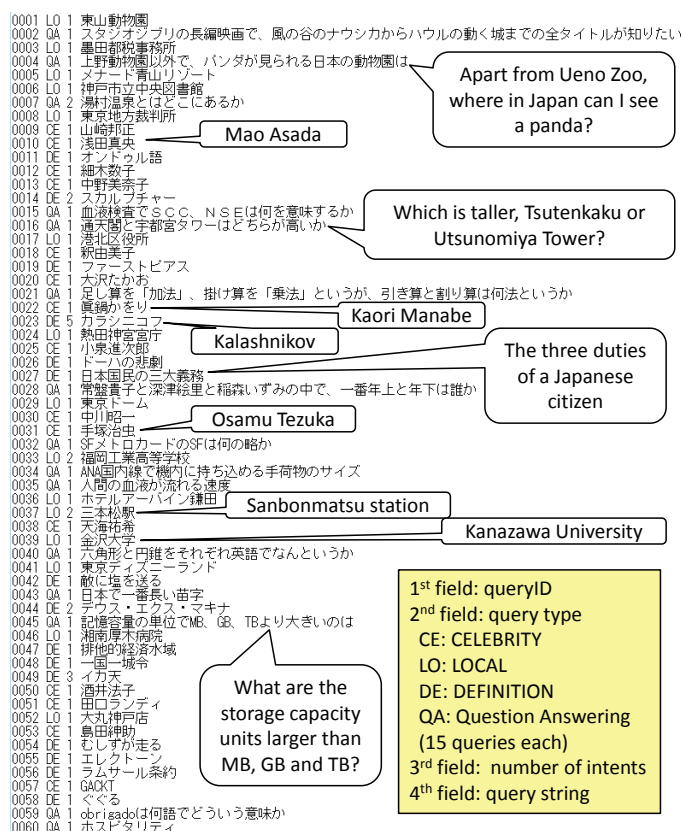 0001 LO 1 東山動物園
0002 QA 1 スタジオジブリの長編映画で、風の谷のナウシカからハウルの動く城までの全タイトルが知りたい
0003 LO 1 墨田都税事務所
0004 QA 1 上野動物園以外で、パンダが見られる日本の動物園は
0005 LO 1 メナード青山リゾート
0006 LO 1 神戸市立中央図書館
0007 QA 2 湯村温泉とはどこにあるか
0008 LO 1 東京地方裁判所
0009 CE 1 山崎邦正
0010 CE 1 浅田真央
0011 DE 1 オンドゥル語
0012 CE 1 細木数子
0013 CE 1 中野美奈子
0014 DE 2 スカルプチャー
0015 QA 1 血液検査でＳＣＣ、ＮＳＥは何を意味するか
0016 QA 1 通天閣と宇都宮タワーはどちらが高いか
0017 LO 1 港北区役所
0018 CE 1 釈由美子
0019 DE 1 ファーストピアス
0020 CE 1 大沢たかお
0021 QA 1 足し算を「加法」、掛け算を「乗法」というが、引き算と割り算は何法というか
0022 CE 1 眞鍋かをり
0023 DE 5 カラシニコフ
0024 LO 1 熱田神宮宮庁
0025 CE 1 小泉進次郎
0026 DE 1 ドーハの悲劇
0027 DE 1 日本国民の三大義務
0028 QA 1 常盤貴子と深津絵里と稲森いずみの中で、一番年上と年下は誰か
0029 LO 1 東京ドーム
0030 CE 1 中川昭一
0031 CE 1 手塚治虫
0032 QA 1 SFメトロカードのSFは何の略か
0033 LO 2 福岡工業高等学校
0034 QA 1 ANA国内線で機内に持ち込める手荷物のサイズ
0035 QA 1 人間の血液が流れる速度
0036 LO 1 ホテルアーバイン鎌田
0037 LO 2 三本松駅
0038 CE 1 天海祐希
0039 LO 1 金沢大学
0040 QA 1 六角形と円錐をそれぞれ英語でなんというか
0041 LO 1 東京ディズニーランド
0042 DE 1 敵に塩を送る
0043 QA 1 日本で一番長い苗字
0044 DE 2 デウス・エクス・マキナ
0045 QA 1 記憶容量の単位でMB、GB、TBより大きいのは
0046 LO 1 湘南厚木病院
0047 DE 1 排他的経済水域
0048 DE 1 一国一城令
0049 DE 3 イカ天
0050 CE 1 酒井法子
0051 CE 1 田口ランディ
0052 LO 1 大丸神戸店
0053 CE 1 島田紳助
0054 DE 1 むしずが走る
0055 DE 1 エレクトーン
0056 DE 1 ラムサール条約
0057 CE 1 GACKT
0058 DE 1 ぐぐる
0059 QA 1 obrigadoは何語でどういう意味か
0060 QA 1 ホスピタリティ
Apart from Ueno Zoo,
where in Japan can I see
a panda?
Mao Asada
Which is taller, Tsutenkaku or
Utsunomiya Tower?
Kaori Manabe
Kalashnikov
The three duties
of a Japanese
citizen
Osamu Tezuka
Sanbonmatsu station
Kanazawa University
What are the
storage capacity
units larger than
MB, GB and TB?
1st field: queryID
2nd field: query type
CE: CELEBRITY
LO: LOCAL
DE: DEFINITION
QA: Question Answering
(15 queries each)
3rd field: number of intents
4th field: query string